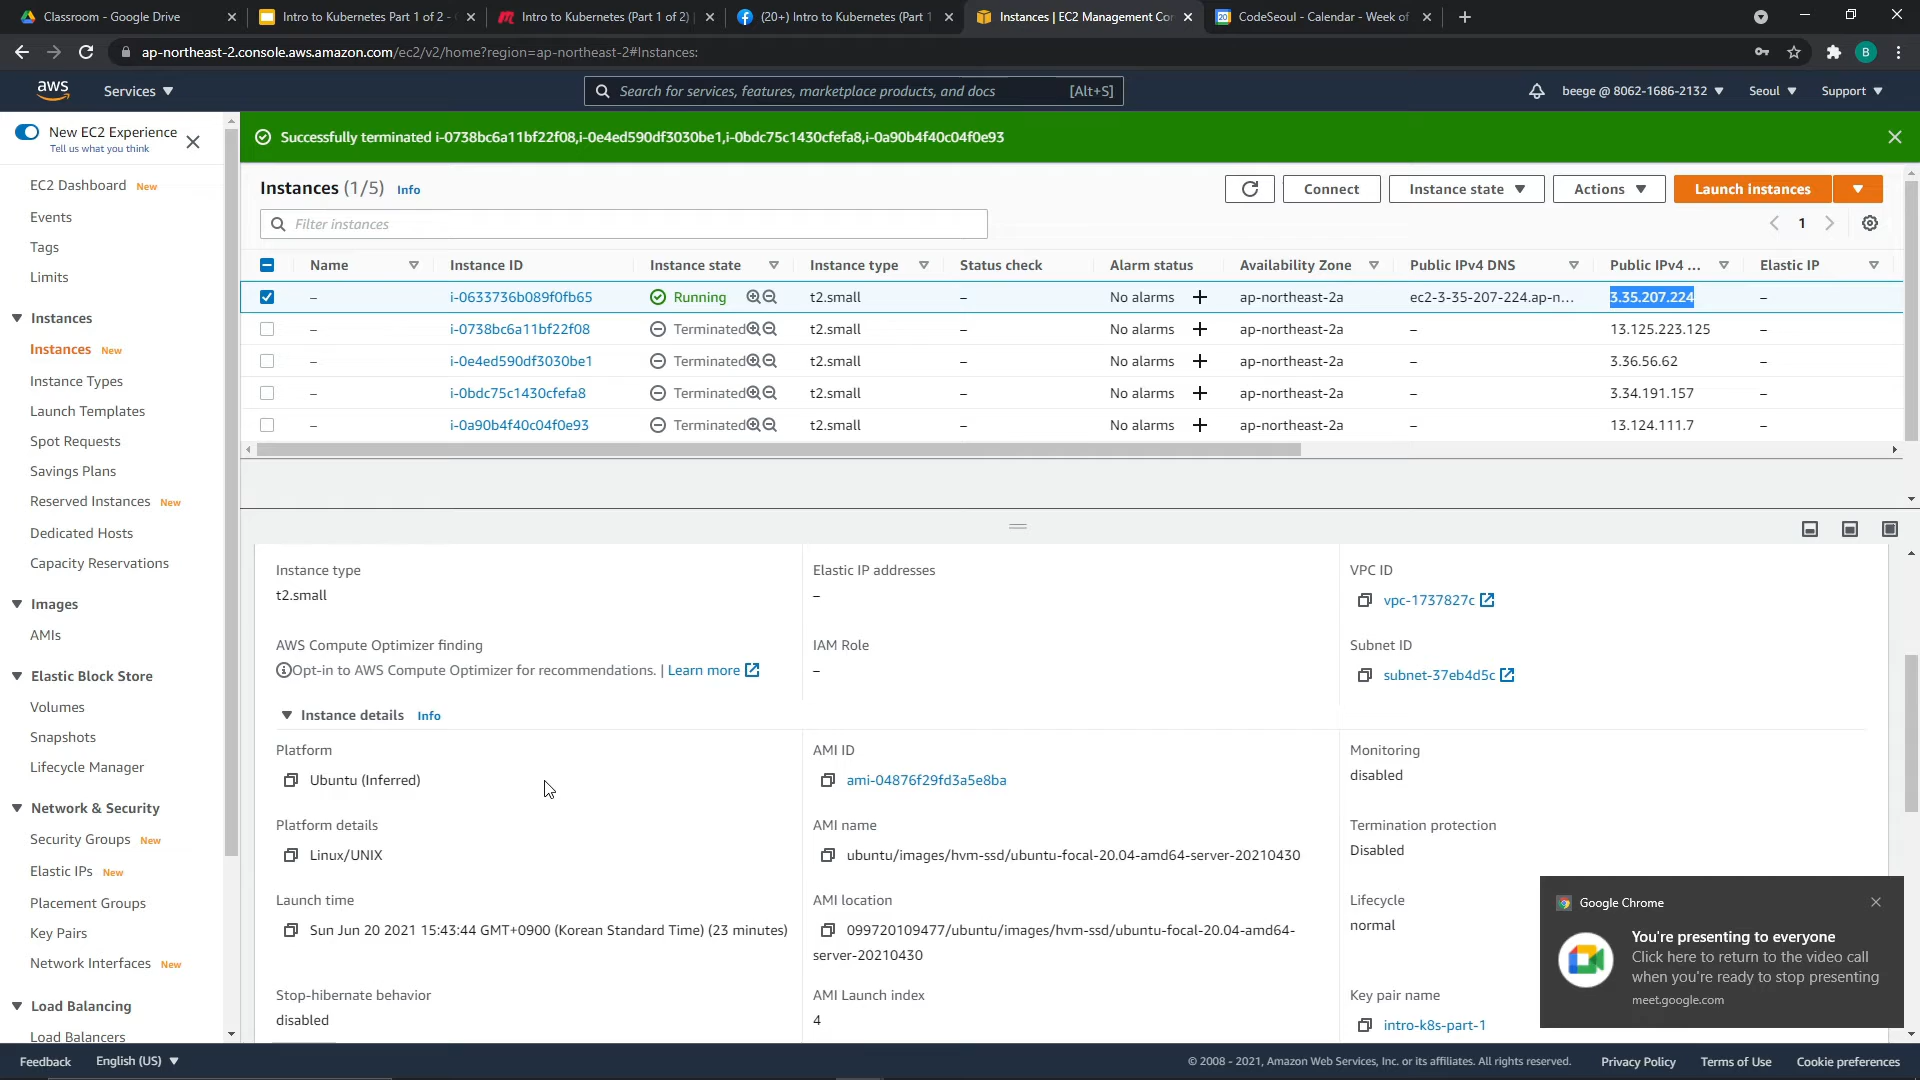 Classroom - Google Drive
Intro to Kubernetes Part 1 of 2 -
Intro to Kubernetes (Part 1 of 2)
(20+) Intro to Kubernetes (Part 1
Instances | EC2 Management Co
CodeSeoul - Calendar - Week of
ap-northeast-2.console.aws.amazon.com/ec2/v2/home?region=ap-northeast-2#Instances:
B
aws
Services
Search for services, features, marketplace products, and docs
[Alt+S]
beege @ 8062-1686-2132
Seoul
Support
New EC2 Experience
Tell us what you think
EC2 Dashboard New
Events
Tags
Limits
Instances
Instances New
Instance Types
Launch Templates
Spot Requests
Savings Plans
Reserved Instances New
Dedicated Hosts
Capacity Reservations
Images
AMIs
Elastic Block Store
Volumes
Snapshots
Lifecycle Manager
Network & Security
Security Groups New
Elastic IPs New
Placement Groups
Key Pairs
Network Interfaces New
Load Balancing
Load Balancers
Successfully terminated i-0738bc6a11bf22f08,i-0e4ed590df3030be1,i-0bdc75c1430cfefa8,i-0a90b4f40c04f0e93
Instances (1/5) Info
Connect
Instance state
Actions
Launch instances
Filter instances
1
Name Instance ID Instance state Instance type Status check Alarm status Availability Zone Public IPv4 DNS Public IPv4 ... Elastic IP
– i-0633736b089f0fb65 Running t2.small – No alarms + ap-northeast-2a ec2-3-35-207-224.ap-n... 3.35.207.224 –
– i-0738bc6a11bf22f08 Terminated t2.small – No alarms + ap-northeast-2a – 13.125.223.125 –
– i-0e4ed590df3030be1 Terminated t2.small – No alarms + ap-northeast-2a – 3.36.56.62 –
– i-0bdc75c1430cfefa8 Terminated t2.small – No alarms + ap-northeast-2a – 3.34.191.157 –
– i-0a90b4f40c04f0e93 Terminated t2.small – No alarms + ap-northeast-2a – 13.124.111.7 –
Instance type
t2.small
Elastic IP addresses
–
VPC ID
vpc-1737827c
AWS Compute Optimizer finding
Opt-in to AWS Compute Optimizer for recommendations. | Learn more
IAM Role
–
Subnet ID
subnet-37eb4d5c
Instance details Info
Platform
Ubuntu (Inferred)
AMI ID
ami-04876f29fd3a5e8ba
Monitoring
disabled
Platform details
Linux/UNIX
AMI name
ubuntu/images/hvm-ssd/ubuntu-focal-20.04-amd64-server-20210430
Termination protection
Disabled
Launch time
Sun Jun 20 2021 15:43:44 GMT+0900 (Korean Standard Time) (23 minutes)
AMI location
099720109477/ubuntu/images/hvm-ssd/ubuntu-focal-20.04-amd64-
server-20210430
Lifecycle
normal
Stop-hibernate behavior
disabled
AMI Launch index
4
Key pair name
intro-k8s-part-1
Google Chrome
You're presenting to everyone
Click here to return to the video call
when you're ready to stop presenting
meet.google.com
Feedback
English (US)
© 2008 - 2021, Amazon Web Services, Inc. or its affiliates. All rights reserved.
Privacy Policy
Terms of Use
Cookie preferences